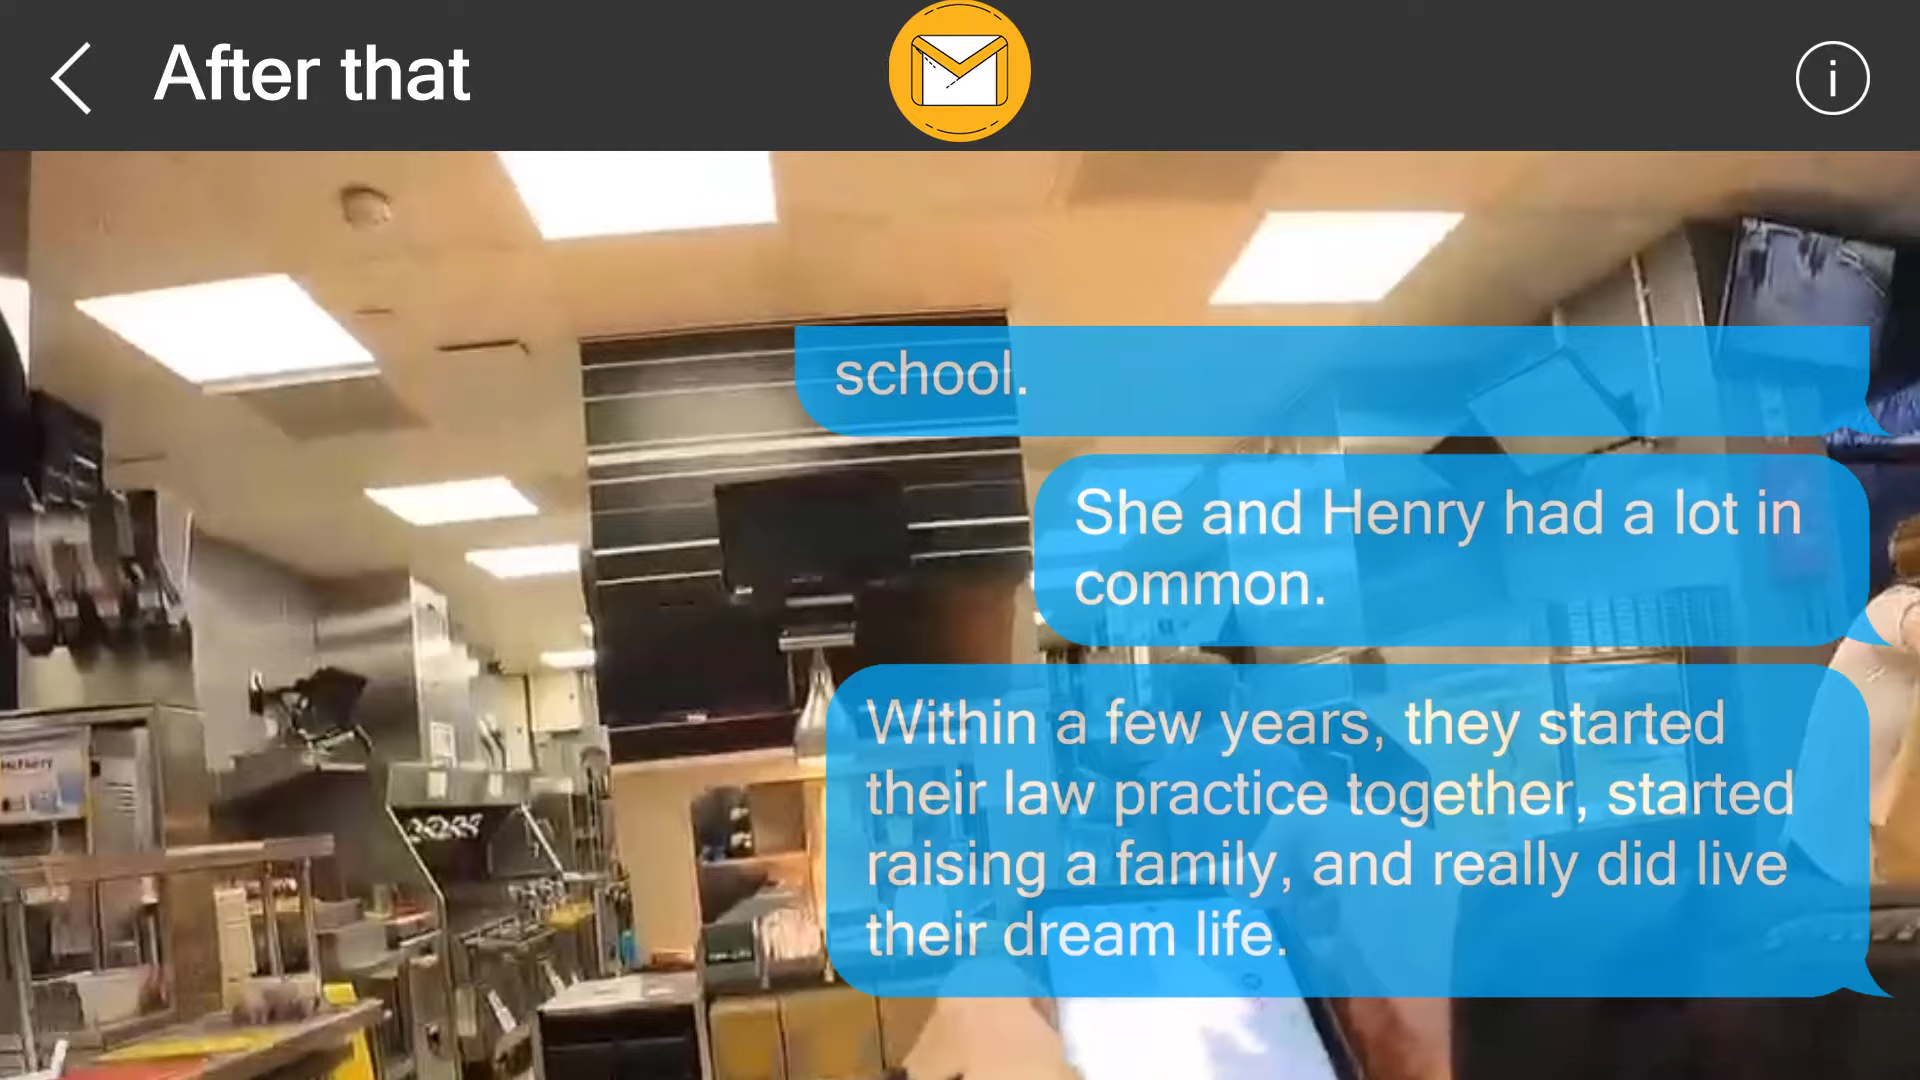 After that
school.
She and Henry had a lot in
common.
Within a few years, they started
their law practice together, started
raising a family, and really did live
their dream life.
McFlurry